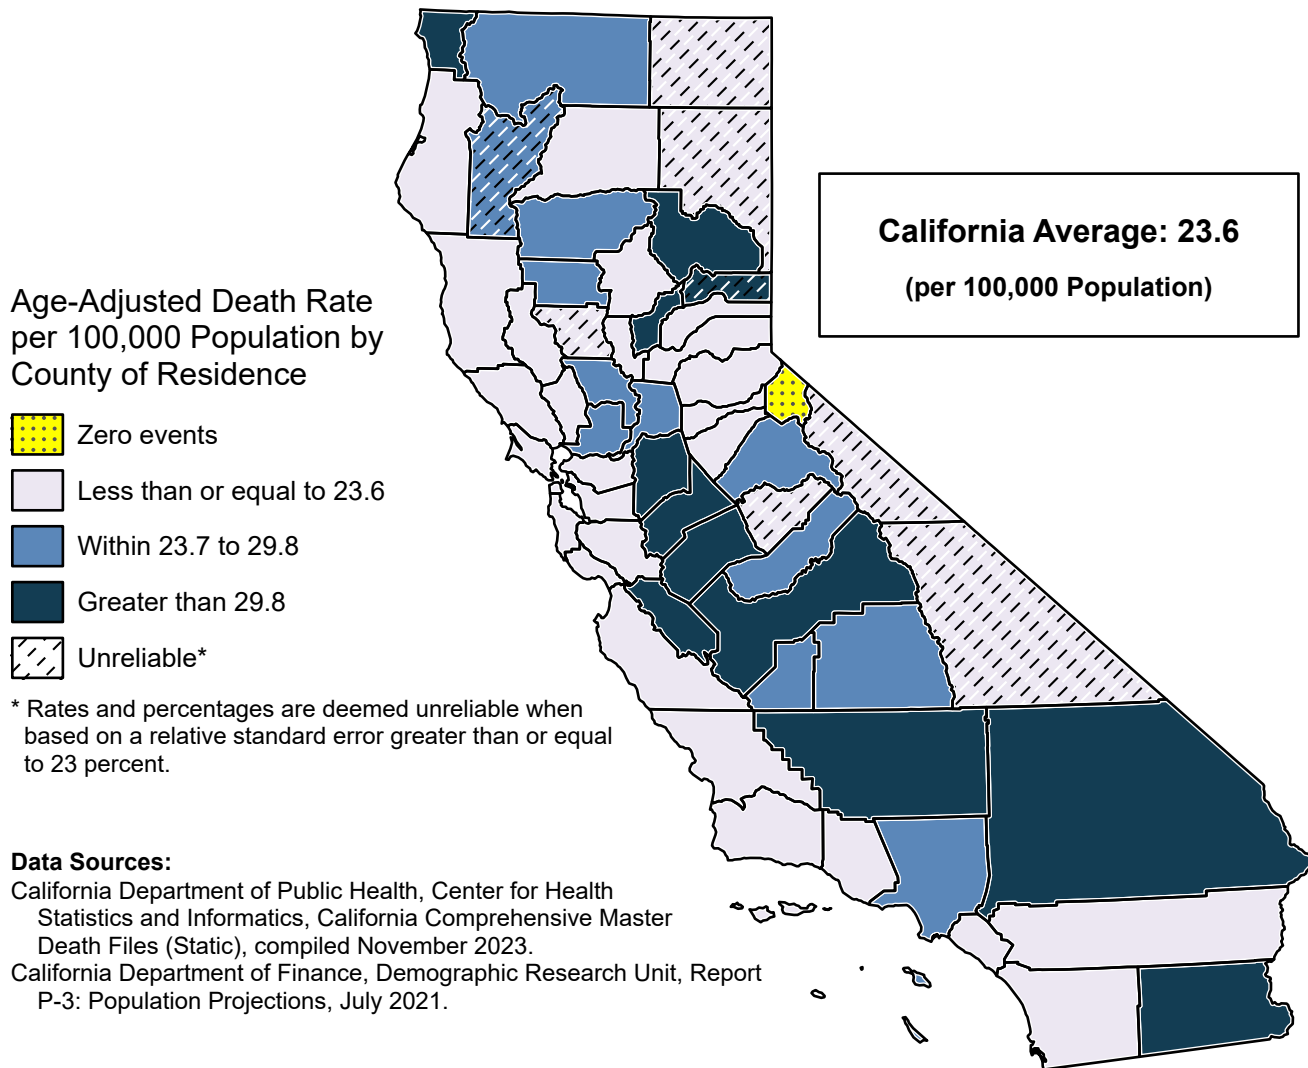 California Average: 23.6
(per 100,000 Population)
Age-Adjusted Death Rate
per 100,000 Population by
County of Residence
Zero events
Less than or equal to 23.6
Within 23.7 to 29.8
Greater than 29.8
Unreliable*
* Rates and percentages are deemed unreliable when
based on a relative standard error greater than or equal
to 23 percent.
Data Sources:
California Department of Public Health, Center for Health
Statistics and Informatics, California Comprehensive Master
Death Files (Static), compiled November 2023.
California Department of Finance, Demographic Research Unit, Report
P-3: Population Projections, July 2021.